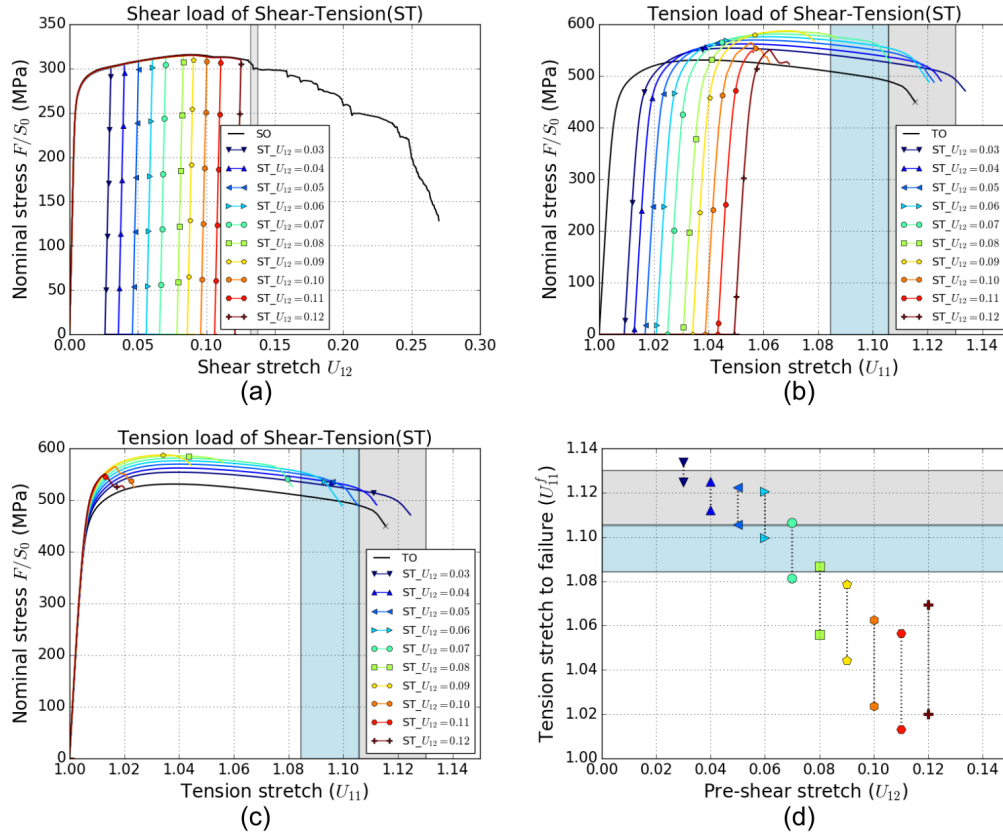 Shear load of Shear-Tension(ST)
Nominal stress F/S₀ (MPa)
400
350
300
250
200
150
100
50
0
0.00 0.05 0.10 0.15 0.20 0.25 0.30
Shear stretch U₁₂
SO
ST_U₁₂=0.03
ST_U₁₂=0.04
ST_U₁₂=0.05
ST_U₁₂=0.06
ST_U₁₂=0.07
ST_U₁₂=0.08
ST_U₁₂=0.09
ST_U₁₂=0.10
ST_U₁₂=0.11
ST_U₁₂=0.12
(a)
Tension load of Shear-Tension(ST)
Nominal stress F/S₀ (MPa)
600
500
400
300
200
100
0
1.00 1.02 1.04 1.06 1.08 1.10 1.12 1.14
Tension stretch (U₁₁)
TO
ST_U₁₂=0.03
ST_U₁₂=0.04
ST_U₁₂=0.05
ST_U₁₂=0.06
ST_U₁₂=0.07
ST_U₁₂=0.08
ST_U₁₂=0.09
ST_U₁₂=0.10
ST_U₁₂=0.11
ST_U₁₂=0.12
(b)
Tension load of Shear-Tension(ST)
Nominal stress F/S₀ (MPa)
600
500
400
300
200
100
0
1.00 1.02 1.04 1.06 1.08 1.10 1.12 1.14
Tension stretch (U₁₁)
TO
ST_U₁₂=0.03
ST_U₁₂=0.04
ST_U₁₂=0.05
ST_U₁₂=0.06
ST_U₁₂=0.07
ST_U₁₂=0.08
ST_U₁₂=0.09
ST_U₁₂=0.10
ST_U₁₂=0.11
ST_U₁₂=0.12
(c)
Tension stretch to failure (U₁₁ᶠ)
1.14
1.12
1.10
1.08
1.06
1.04
1.02
1.00
0.00 0.02 0.04 0.06 0.08 0.10 0.12 0.14
Pre-shear stretch (U₁₂)
(d)